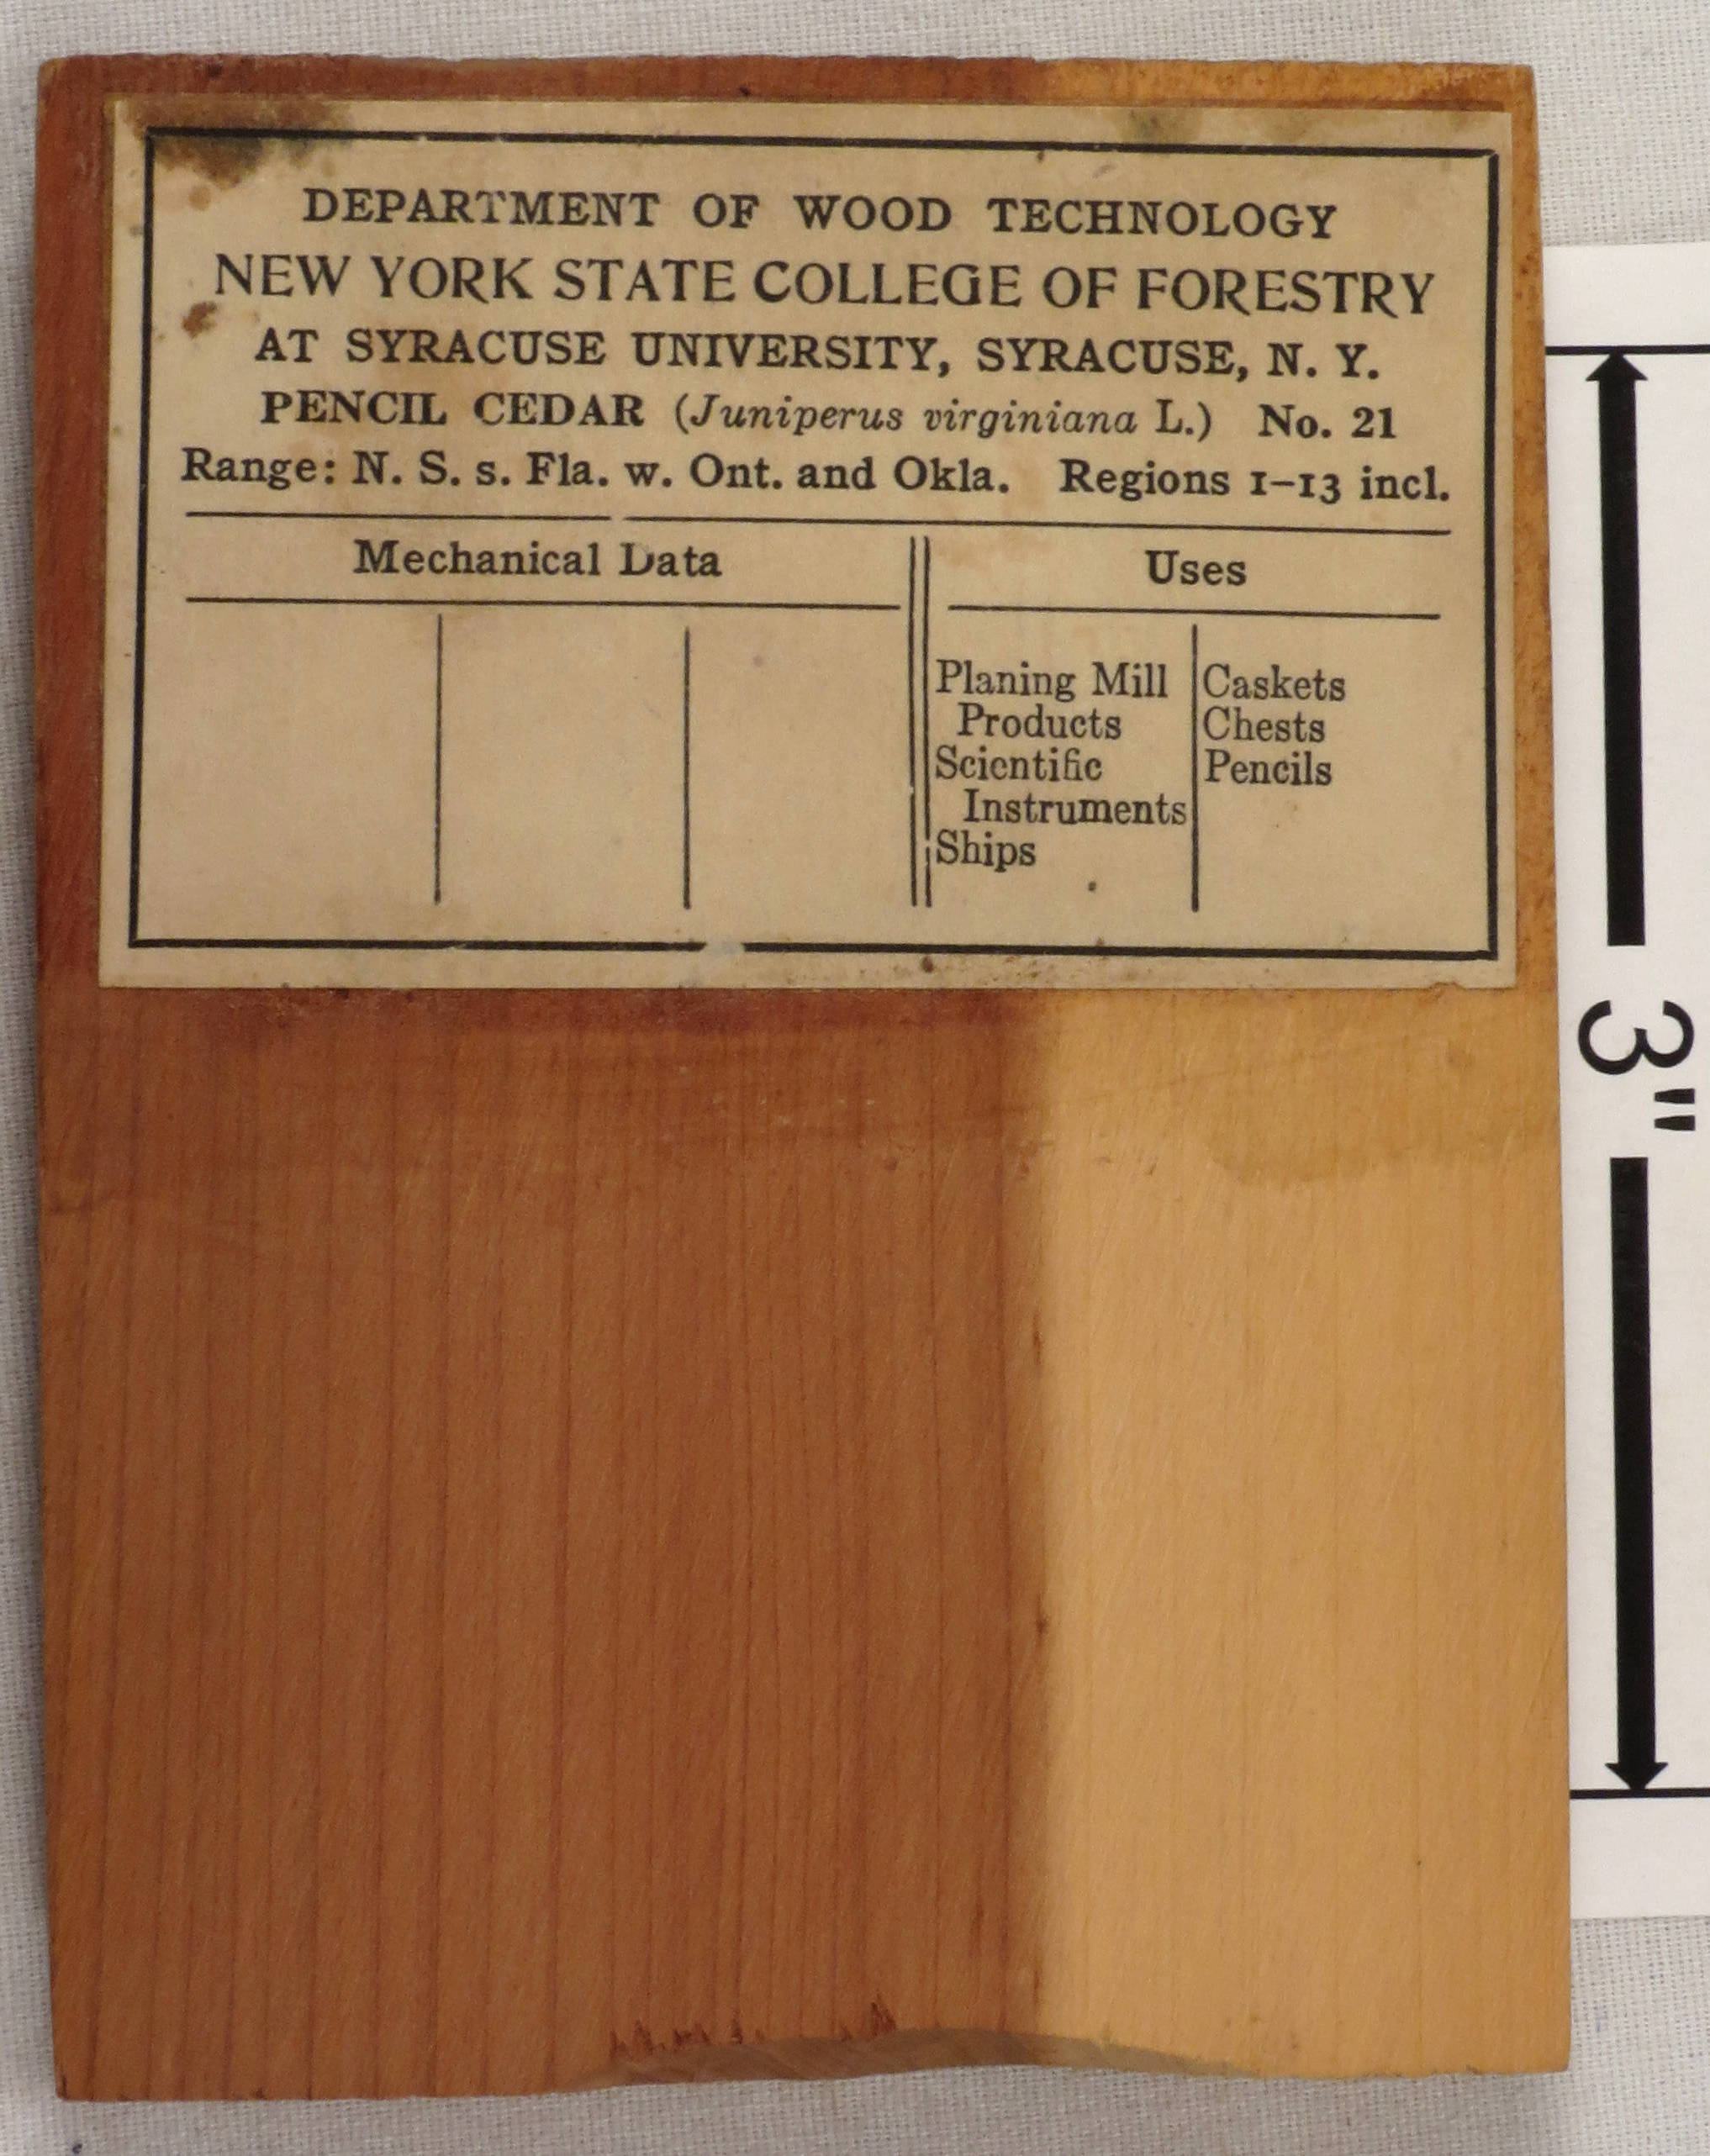 DEPARTMENT OF WOOD TECHNOLOGY
NEW YORK STATE COLLEGE OF FORESTRY
AT SYRACUSE UNIVERSITY, SYRACUSE, N. Y.
PENCIL CEDAR (Juniperus virginiana L.) No. 21
Range: N. S. s. Fla. w. Ont. and Okla. Regions 1–13 incl.
Mechanical Data
Uses
Planing Mill
Products
Scientific
Instruments
Ships
Caskets
Chests
Pencils
3"